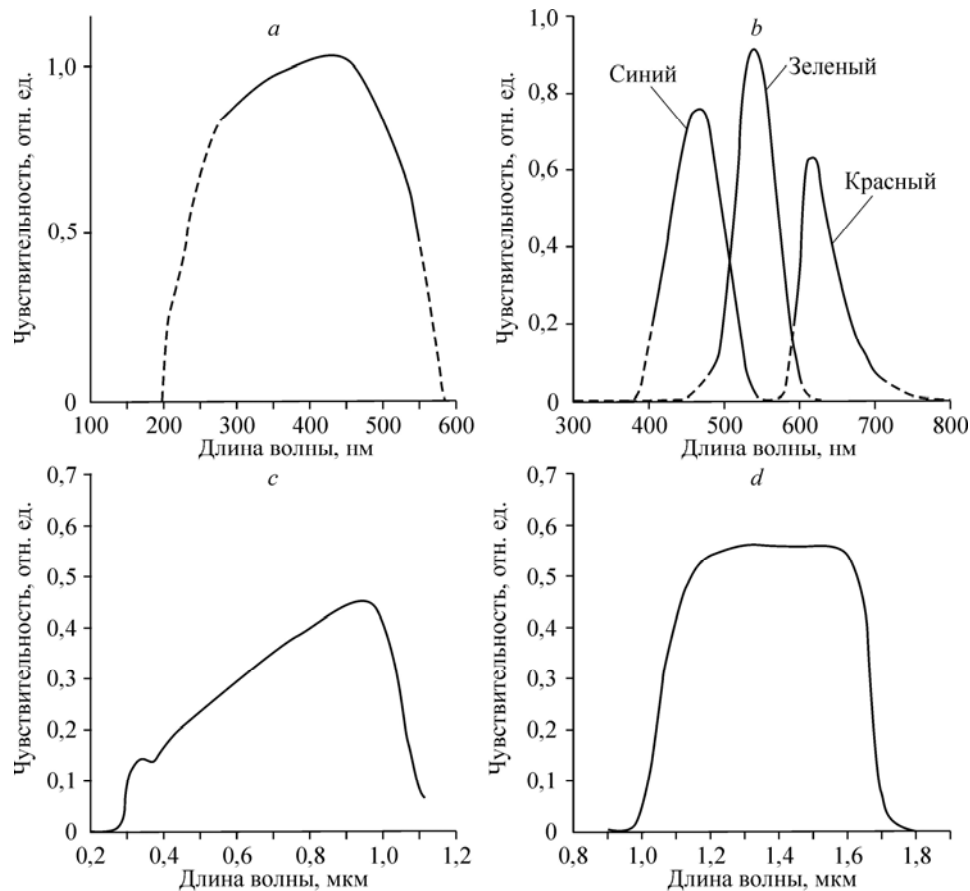 a
Чувствительность, отн. ед.
1,0
0,5
0
100 200 300 400 500 600
Длина волны, нм
b
Чувствительность, отн. ед.
1,0
0,8
0,6
0,4
0,2
0
Синий
Зеленый
Красный
300 400 500 600 700 800
Длина волны, нм
c
Чувствительность, отн. ед.
0,7
0,6
0,5
0,4
0,3
0,2
0,1
0
0,2 0,4 0,6 0,8 1,0 1,2
Длина волны, мкм
d
Чувствительность, отн. ед.
0,7
0,6
0,5
0,4
0,3
0,2
0,1
0
0,8 1,0 1,2 1,4 1,6 1,8
Длина волны, мкм